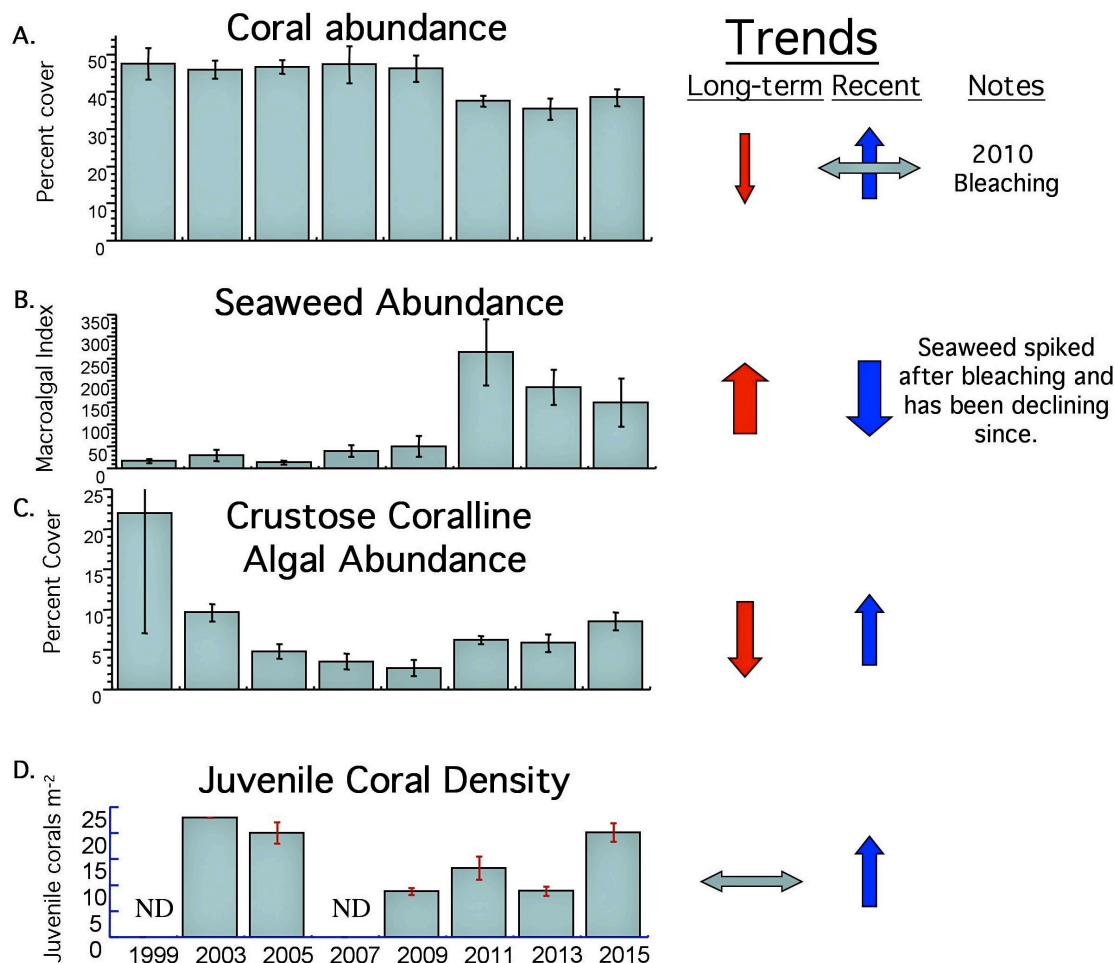 A.
Coral abundance
Percent cover
50
40
30
20
10
0
Trends
Long-term Recent Notes
2010
Bleaching
B.
Seaweed Abundance
Macroalgal Index
350
300
250
200
150
100
50
0
Seaweed spiked
after bleaching and
has been declining
since.
C.
Crustose Coralline
Algal Abundance
Percent Cover
25
20
15
10
5
0
D.
Juvenile Coral Density
Juvenile corals m-2
25
20
15
10
5
0
ND
ND
1999 2003 2005 2007 2009 2011 2013 2015